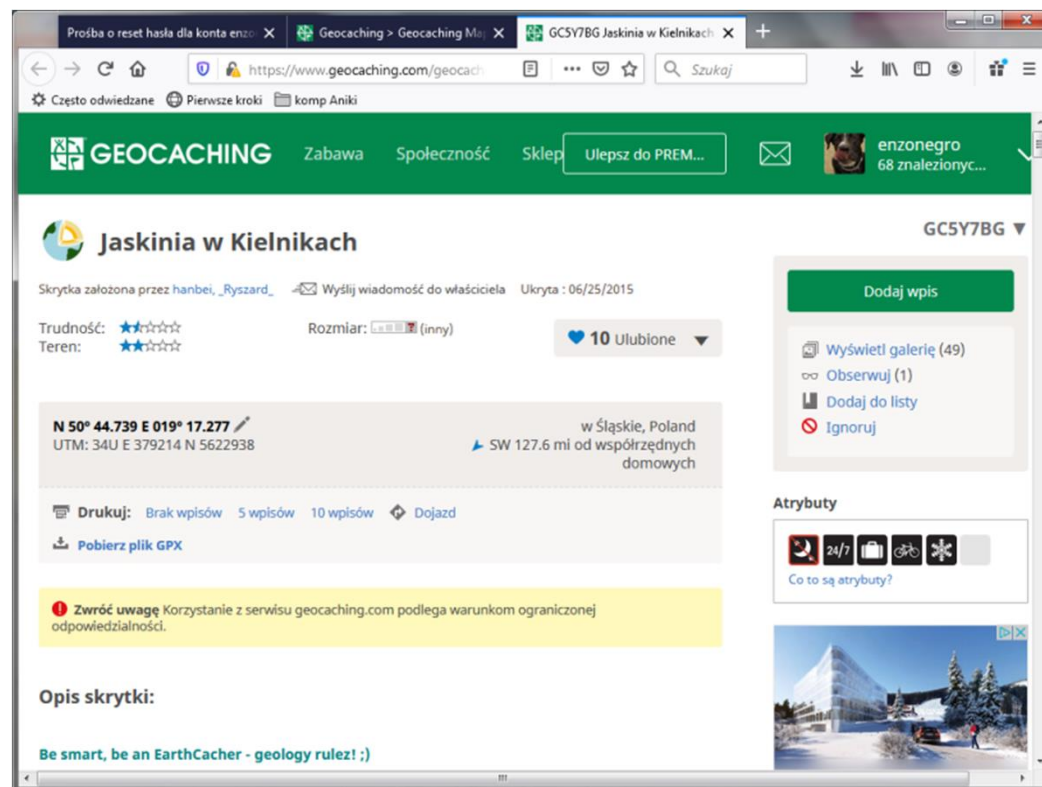 Prośba o reset hasła dla konta enzo
Geocaching > Geocaching Ma
GC5Y7BG Jaskinia w Kielnikach
https://www.geocaching.com/geocach
Szukaj
Często odwiedzane Pierwsze kroki komp Aniki
GEOCACHING Zabawa Społeczność Sklep Ulepsz do PREM...
enzonegro
68 znalezionyc...
GC5Y7BG
Jaskinia w Kielnikach
Skrytka założona przez hanbei, _Ryszard_ Wyślij wiadomość do właściciela Ukryta : 06/25/2015
Trudność: Rozmiar: (inny)
Teren:
10 Ulubione
Dodaj wpis
Wyświetl galerię (49)
Obserwuj (1)
Dodaj do listy
Ignoruj
N 50° 44.739 E 019° 17.277
UTM: 34U E 379214 N 5622938
w Śląskie, Poland
SW 127.6 mi od współrzędnych
domowych
Drukuj: Brak wpisów 5 wpisów 10 wpisów Dojazd
Pobierz plik GPX
Atrybuty
24/7
Co to są atrybuty?
Zwróć uwagę Korzystanie z serwisu geocaching.com podlega warunkom ograniczonej
odpowiedzialności.
Opis skrytki:
Be smart, be an EarthCacher - geology rulez! ;)